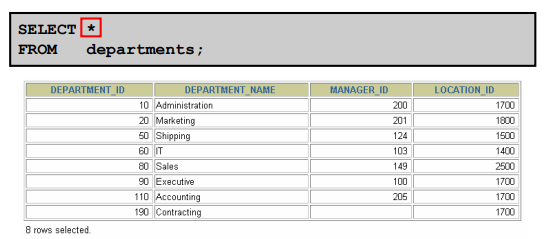 SELECT *
FROM departments;
DEPARTMENT_ID DEPARTMENT_NAME MANAGER_ID LOCATION_ID
10 Administration 200 1700
20 Marketing 201 1800
50 Shipping 124 1500
60 IT 103 1400
80 Sales 149 2500
90 Executive 100 1700
110 Accounting 205 1700
190 Contracting 1700
8 rows selected.